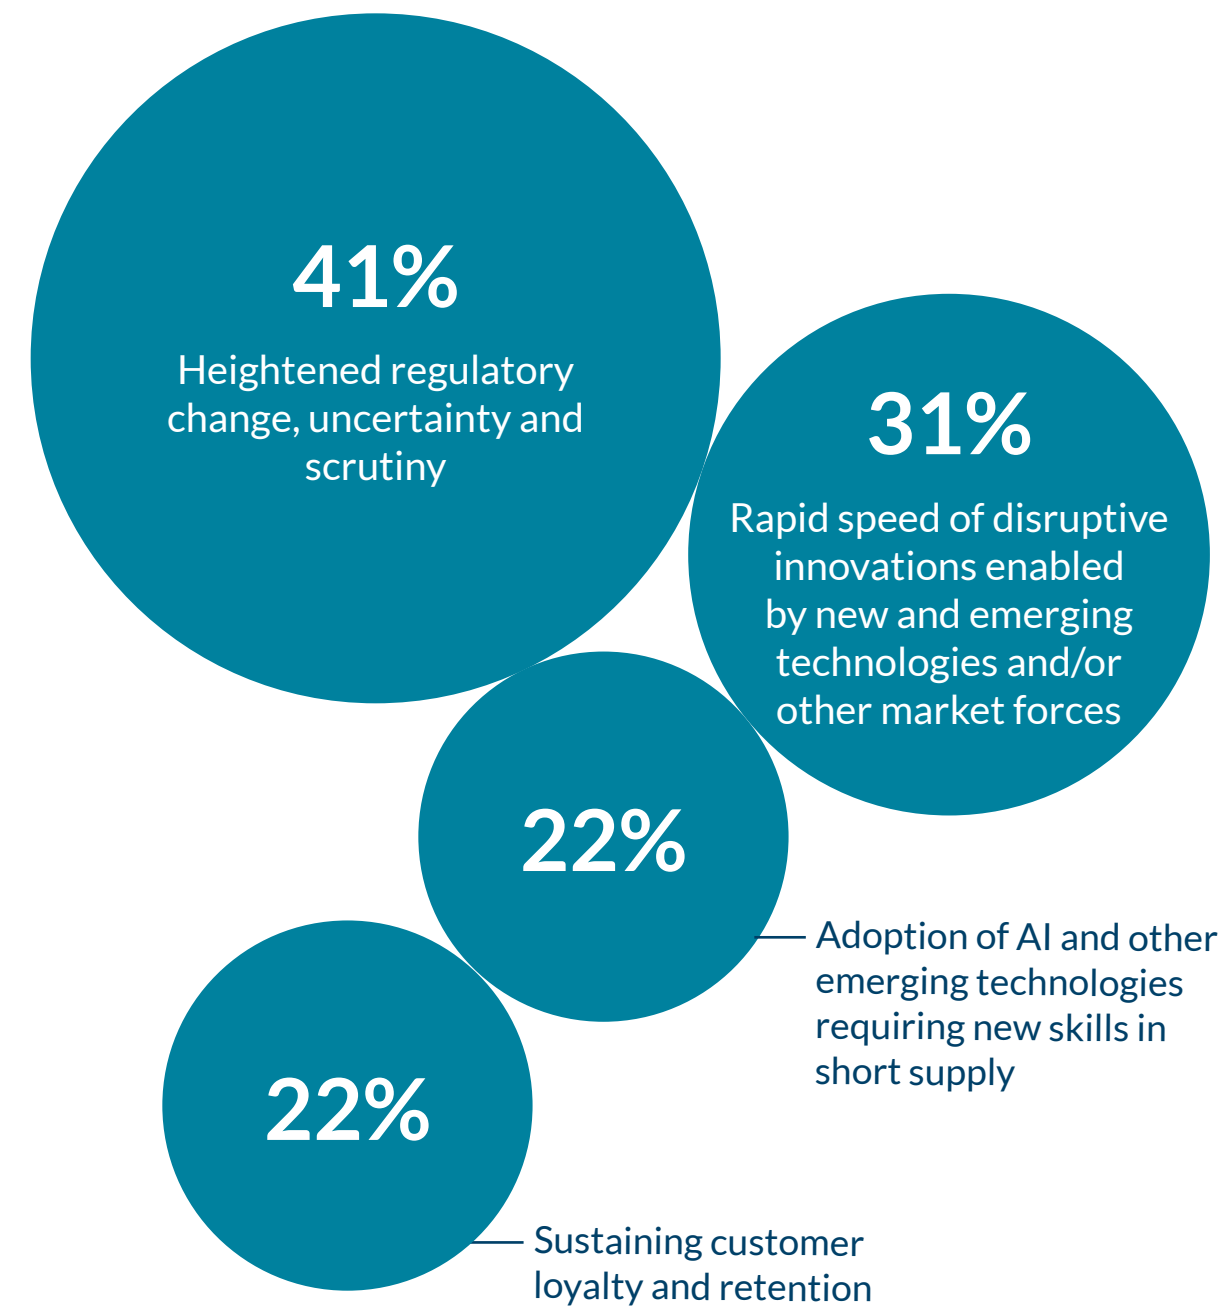 41%
Heightened regulatory
change, uncertainty and
scrutiny
31%
Rapid speed of disruptive
innovations enabled
by new and emerging
technologies and/or
other market forces
22%
Adoption of AI and other
emerging technologies
requiring new skills in
short supply
22%
Sustaining customer
loyalty and retention